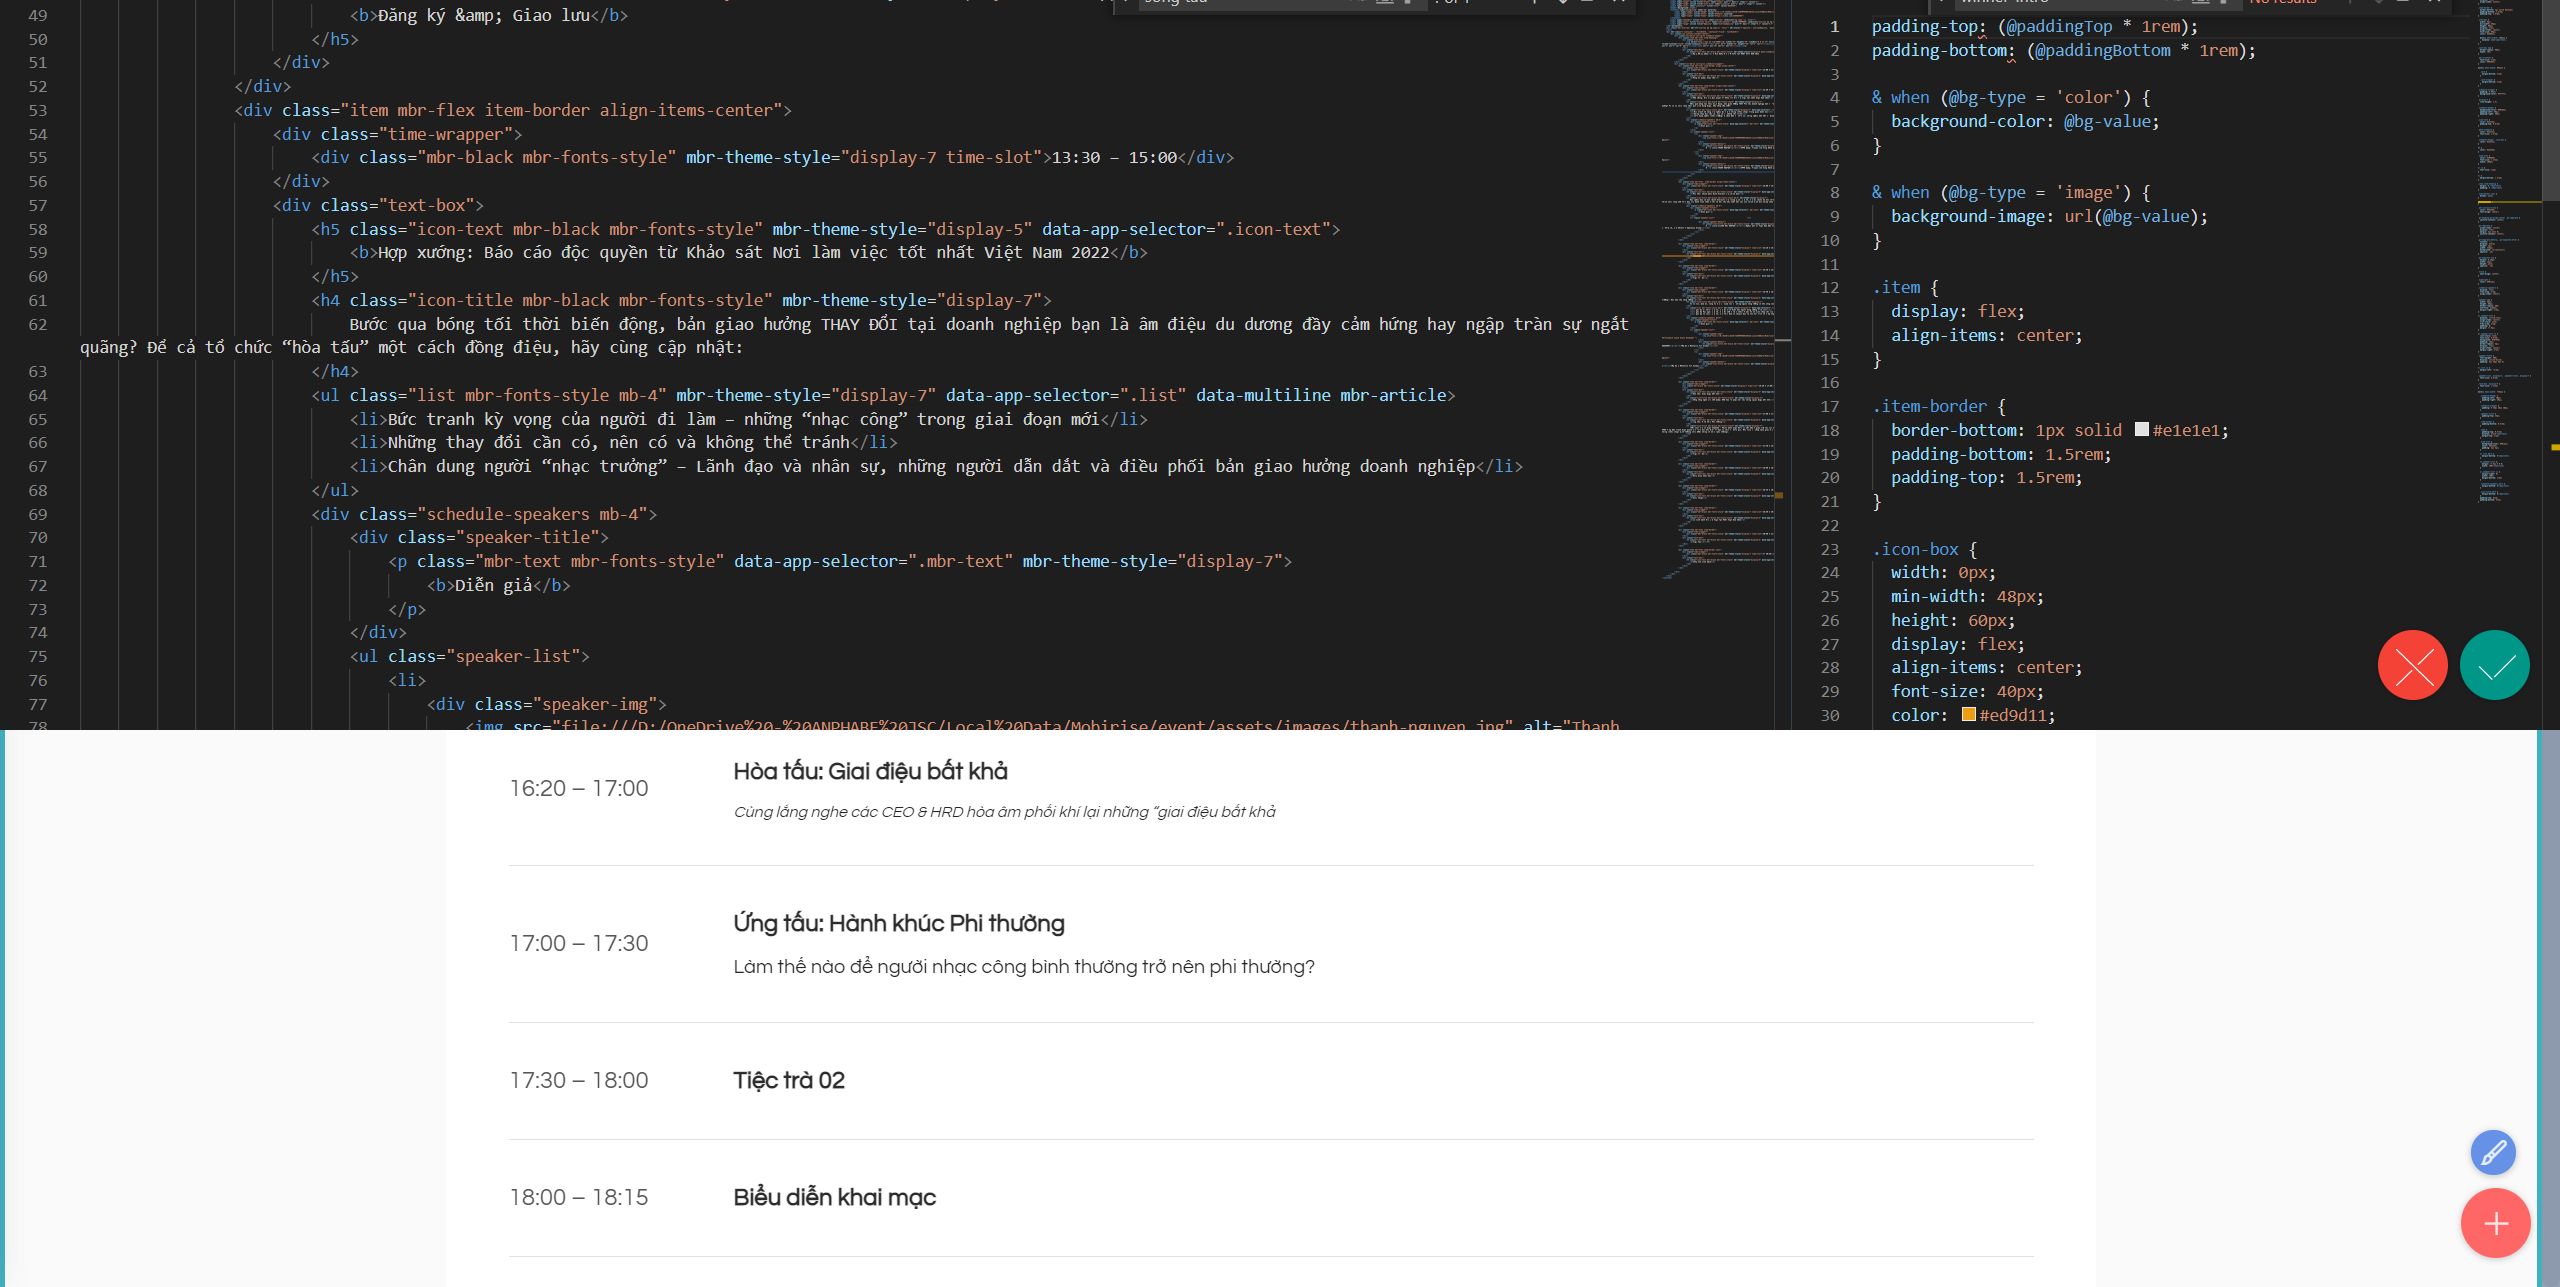 49 <b>Đăng ký &amp; Giao lưu</b>
50 </h5>
51 </div>
52 </div>
53 <div class="item mbr-flex item-border align-items-center">
54 <div class="time-wrapper">
55 <div class="mbr-black mbr-fonts-style" mbr-theme-style="display-7 time-slot">13:30 – 15:00</div>
56 </div>
57 <div class="text-box">
58 <h5 class="icon-text mbr-black mbr-fonts-style" mbr-theme-style="display-5" data-app-selector=".icon-text">
59 <b>Hợp xướng: Báo cáo độc quyền từ Khảo sát Nơi làm việc tốt nhất Việt Nam 2022</b>
60 </h5>
61 <h4 class="icon-title mbr-black mbr-fonts-style" mbr-theme-style="display-7">
62 Bước qua bóng tối thời biến động, bản giao hưởng THAY ĐỔI tại doanh nghiệp bạn là âm điệu du dương đầy cảm hứng hay ngập tràn sự ngắt
quãng? Để cả tổ chức “hòa tấu” một cách đồng điệu, hãy cùng cập nhật:
63 </h4>
64 <ul class="list mbr-fonts-style mb-4" mbr-theme-style="display-7" data-app-selector=".list" data-multiline mbr-article>
65 <li>Bức tranh kỳ vọng của người đi làm – những “nhạc công” trong giai đoạn mới</li>
66 <li>Những thay đổi cần có, nên có và không thể tránh</li>
67 <li>Chân dung người “nhạc trưởng” – Lãnh đạo và nhân sự, những người dẫn dắt và điều phối bản giao hưởng doanh nghiệp</li>
68 </ul>
69 <div class="schedule-speakers mb-4">
70 <div class="speaker-title">
71 <p class="mbr-text mbr-fonts-style" data-app-selector=".mbr-text" mbr-theme-style="display-7">
72 <b>Diễn giả</b>
73 </p>
74 </div>
75 <ul class="speaker-list">
76 <li>
77 <div class="speaker-img">
78 <img src="file:///D:/OneDrive%20-%20ANPHABE%20JSC/Local%20Data/Mobirise/event/assets/images/thanh-nguyen.jpg" alt="Thanh
No results
1 padding-top: (@paddingTop * 1rem);
2 padding-bottom: (@paddingBottom * 1rem);
3
4 & when (@bg-type = 'color') {
5 background-color: @bg-value;
6 }
7
8 & when (@bg-type = 'image') {
9 background-image: url(@bg-value);
10 }
11
12 .item {
13 display: flex;
14 align-items: center;
15 }
16
17 .item-border {
18 border-bottom: 1px solid #e1e1e1;
19 padding-bottom: 1.5rem;
20 padding-top: 1.5rem;
21 }
22
23 .icon-box {
24 width: 0px;
25 min-width: 48px;
26 height: 60px;
27 display: flex;
28 align-items: center;
29 font-size: 40px;
30 color: #ed9d11;
16:20 – 17:00
Hòa tấu: Giai điệu bất khả
Cùng lắng nghe các CEO & HRD hòa âm phối khí lại những “giai điệu bất khả
17:00 – 17:30
Ứng tấu: Hành khúc Phi thường
Làm thế nào để người nhạc công bình thường trở nên phi thường?
17:30 – 18:00
Tiệc trà 02
18:00 – 18:15
Biểu diễn khai mạc